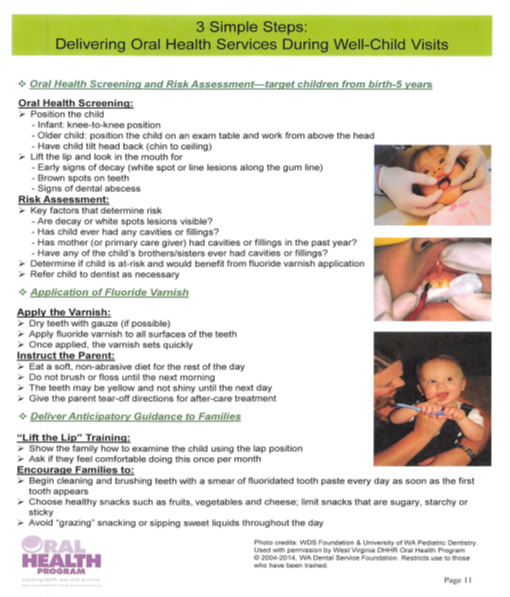 3 Simple Steps:
Delivering Oral Health Services During Well-Child Visits
❖ Oral Health Screening and Risk Assessment—target children from birth-5 years
Oral Health Screening:
➢ Position the child
- Infant: knee-to-knee position
- Older child: position the child on an exam table and work from above the head
- Have child tilt head back (chin to ceiling)
➢ Lift the lip and look in the mouth for
- Early signs of decay (white spot or line lesions along the gum line)
- Brown spots on teeth
- Signs of dental abscess
Risk Assessment:
➢ Key factors that determine risk
- Are decay or white spots lesions visible?
- Has child ever had any cavities or fillings?
- Has mother (or primary care giver) had cavities or fillings in the past year?
- Have any of the child's brothers/sisters ever had cavities or fillings?
➢ Determine if child is at-risk and would benefit from fluoride varnish application
➢ Refer child to dentist as necessary
❖ Application of Fluoride Varnish
Apply the Varnish:
➢ Dry teeth with gauze (if possible)
➢ Apply fluoride varnish to all surfaces of the teeth
➢ Once applied, the varnish sets quickly
Instruct the Parent:
➢ Eat a soft, non-abrasive diet for the rest of the day
➢ Do not brush or floss until the next morning
➢ The teeth may be yellow and not shiny until the next day
➢ Give the parent tear-off directions for after-care treatment
❖ Deliver Anticipatory Guidance to Families
"Lift the Lip" Training:
➢ Show the family how to examine the child using the lap position
➢ Ask if they feel comfortable doing this once per month
Encourage Families to:
➢ Begin cleaning and brushing teeth with a smear of fluoridated tooth paste every day as soon as the first
tooth appears
➢ Choose healthy snacks such as fruits, vegetables and cheese; limit snacks that are sugary, starchy or
sticky
➢ Avoid "grazing" snacking or sipping sweet liquids throughout the day
ORAL
HEALTH
PROGRAM
Photo credits: WDS Foundation & University of WA Pediatric Dentistry.
Used with permission by West Virginia DHHR Oral Health Program
© 2004-2014, WA Dental Service Foundation. Restricts use to those
who have been trained.
Page 11